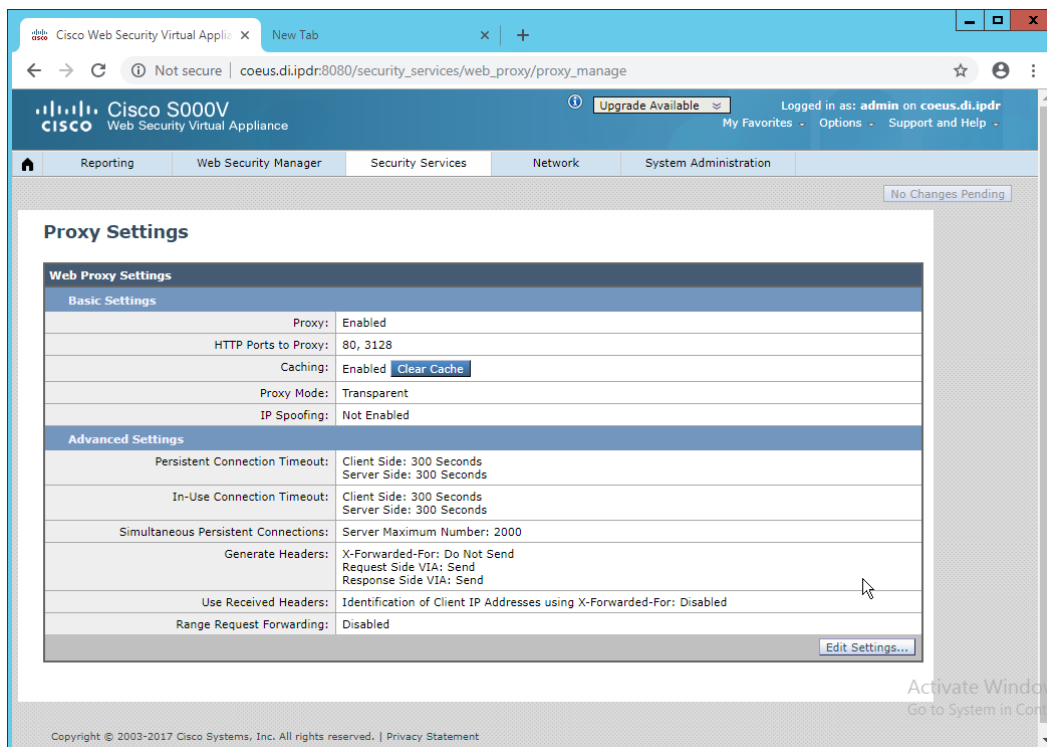 Cisco Web Security Virtual Applia
New Tab
Not secure | coeus.di.ipdr:8080/security_services/web_proxy/proxy_manage
CISCO
Cisco S000V
Web Security Virtual Appliance
Upgrade Available
Logged in as: admin on coeus.di.ipdr
My Favorites Options Support and Help
Reporting Web Security Manager Security Services Network System Administration
No Changes Pending
Proxy Settings
Web Proxy Settings
Basic Settings
Proxy: Enabled
HTTP Ports to Proxy: 80, 3128
Caching: Enabled Clear Cache
Proxy Mode: Transparent
IP Spoofing: Not Enabled
Advanced Settings
Persistent Connection Timeout: Client Side: 300 Seconds
Server Side: 300 Seconds
In-Use Connection Timeout: Client Side: 300 Seconds
Server Side: 300 Seconds
Simultaneous Persistent Connections: Server Maximum Number: 2000
Generate Headers: X-Forwarded-For: Do Not Send
Request Side VIA: Send
Response Side VIA: Send
Use Received Headers: Identification of Client IP Addresses using X-Forwarded-For: Disabled
Range Request Forwarding: Disabled
Edit Settings...
Activate Windo
Go to System in Cont
Copyright © 2003-2017 Cisco Systems, Inc. All rights reserved. | Privacy Statement